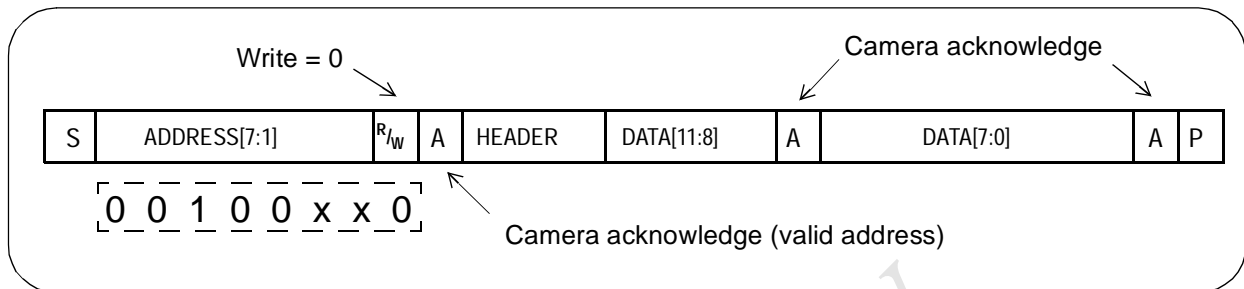 Write = 0
Camera acknowledge
S ADDRESS[7:1] R/W A HEADER DATA[11:8] A DATA[7:0] A P
0 0 1 0 0 x x 0
Camera acknowledge (valid address)